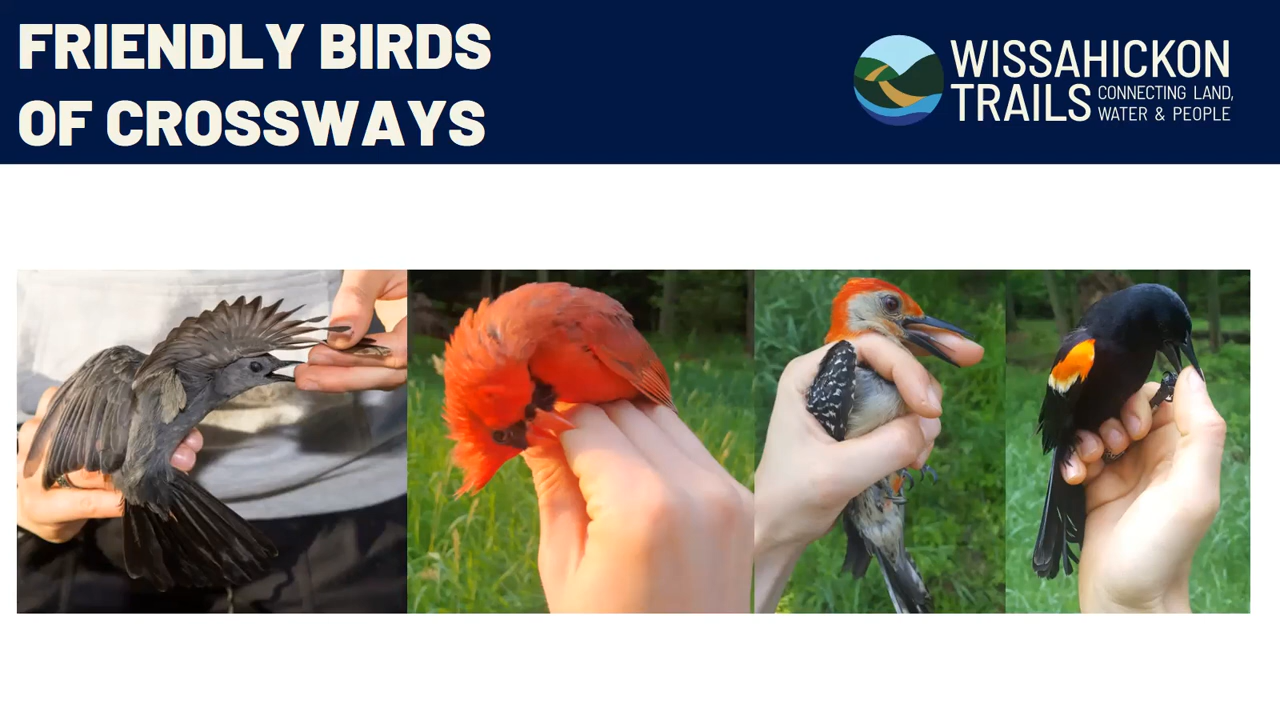 FRIENDLY BIRDS
OF CROSSWAYS
WISSAHICKON
TRAILS CONNECTING LAND,
WATER & PEOPLE